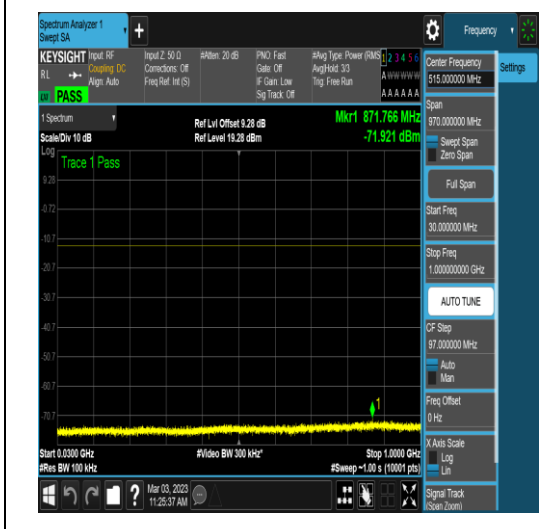 Spectrum Analyzer 1
Swept SA
Frequency
KEYSIGHT
Input: RF
Coupling: DC
Align: Auto
Input Z: 50 Ω
Corrections: Off
Freq Ref: Int (S)
#Atten: 20 dB
PNO: Fast
Gate: Off
IF Gain: Low
Sig Track: Off
#Avg Type: Power (RMS)
Avg|Hold: 3/3
Trig: Free Run
1 2 3 4 5 6
A W W W W W
A A A A A A
RL
PASS
1 Spectrum
Scale/Div 10 dB
Ref Lvl Offset 9.28 dB
Ref Level 19.28 dBm
Mkr1 871.766 MHz
-71.921 dBm
Log
Trace 1 Pass
9.28
-0.72
-10.7
-20.7
-30.7
-40.7
-50.7
-60.7
-70.7
1
Start 0.0300 GHz
#Res BW 100 kHz
#Video BW 300 kHz*
Stop 1.0000 GHz
#Sweep ~1.00 s (10001 pts)
?
Mar 03, 2023
11:25:37 AM
Center Frequency
515.000000 MHz
Span
970.000000 MHz
Swept Span
Zero Span
Full Span
Start Freq
30.000000 MHz
Stop Freq
1.000000000 GHz
AUTO TUNE
CF Step
97.000000 MHz
Auto
Man
Freq Offset
0 Hz
X Axis Scale
Log
Lin
Signal Track
(Span Zoom)
Settings